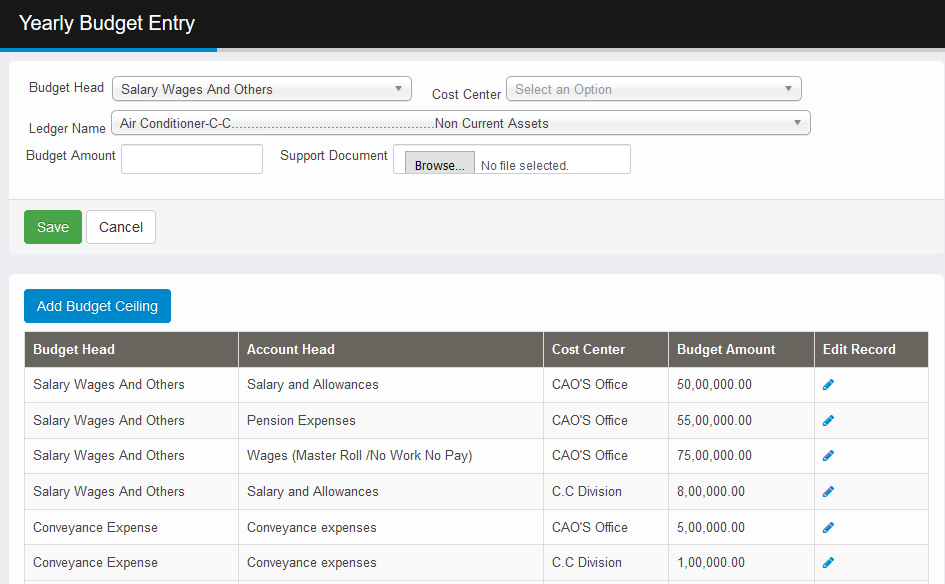 Yearly Budget Entry
Budget Head Salary Wages And Others Cost Center Select an Option
Ledger Name Air Conditioner-C-C..................................................Non Current Assets
Budget Amount Support Document Browse... No file selected.
Save Cancel
Add Budget Ceiling
Budget Head Account Head Cost Center Budget Amount Edit Record
Salary Wages And Others Salary and Allowances CAO'S Office 50,00,000.00
Salary Wages And Others Pension Expenses CAO'S Office 55,00,000.00
Salary Wages And Others Wages (Master Roll /No Work No Pay) CAO'S Office 75,00,000.00
Salary Wages And Others Salary and Allowances C.C Division 8,00,000.00
Conveyance Expense Conveyance expenses CAO'S Office 5,00,000.00
Conveyance Expense Conveyance expenses C.C Division 1,00,000.00